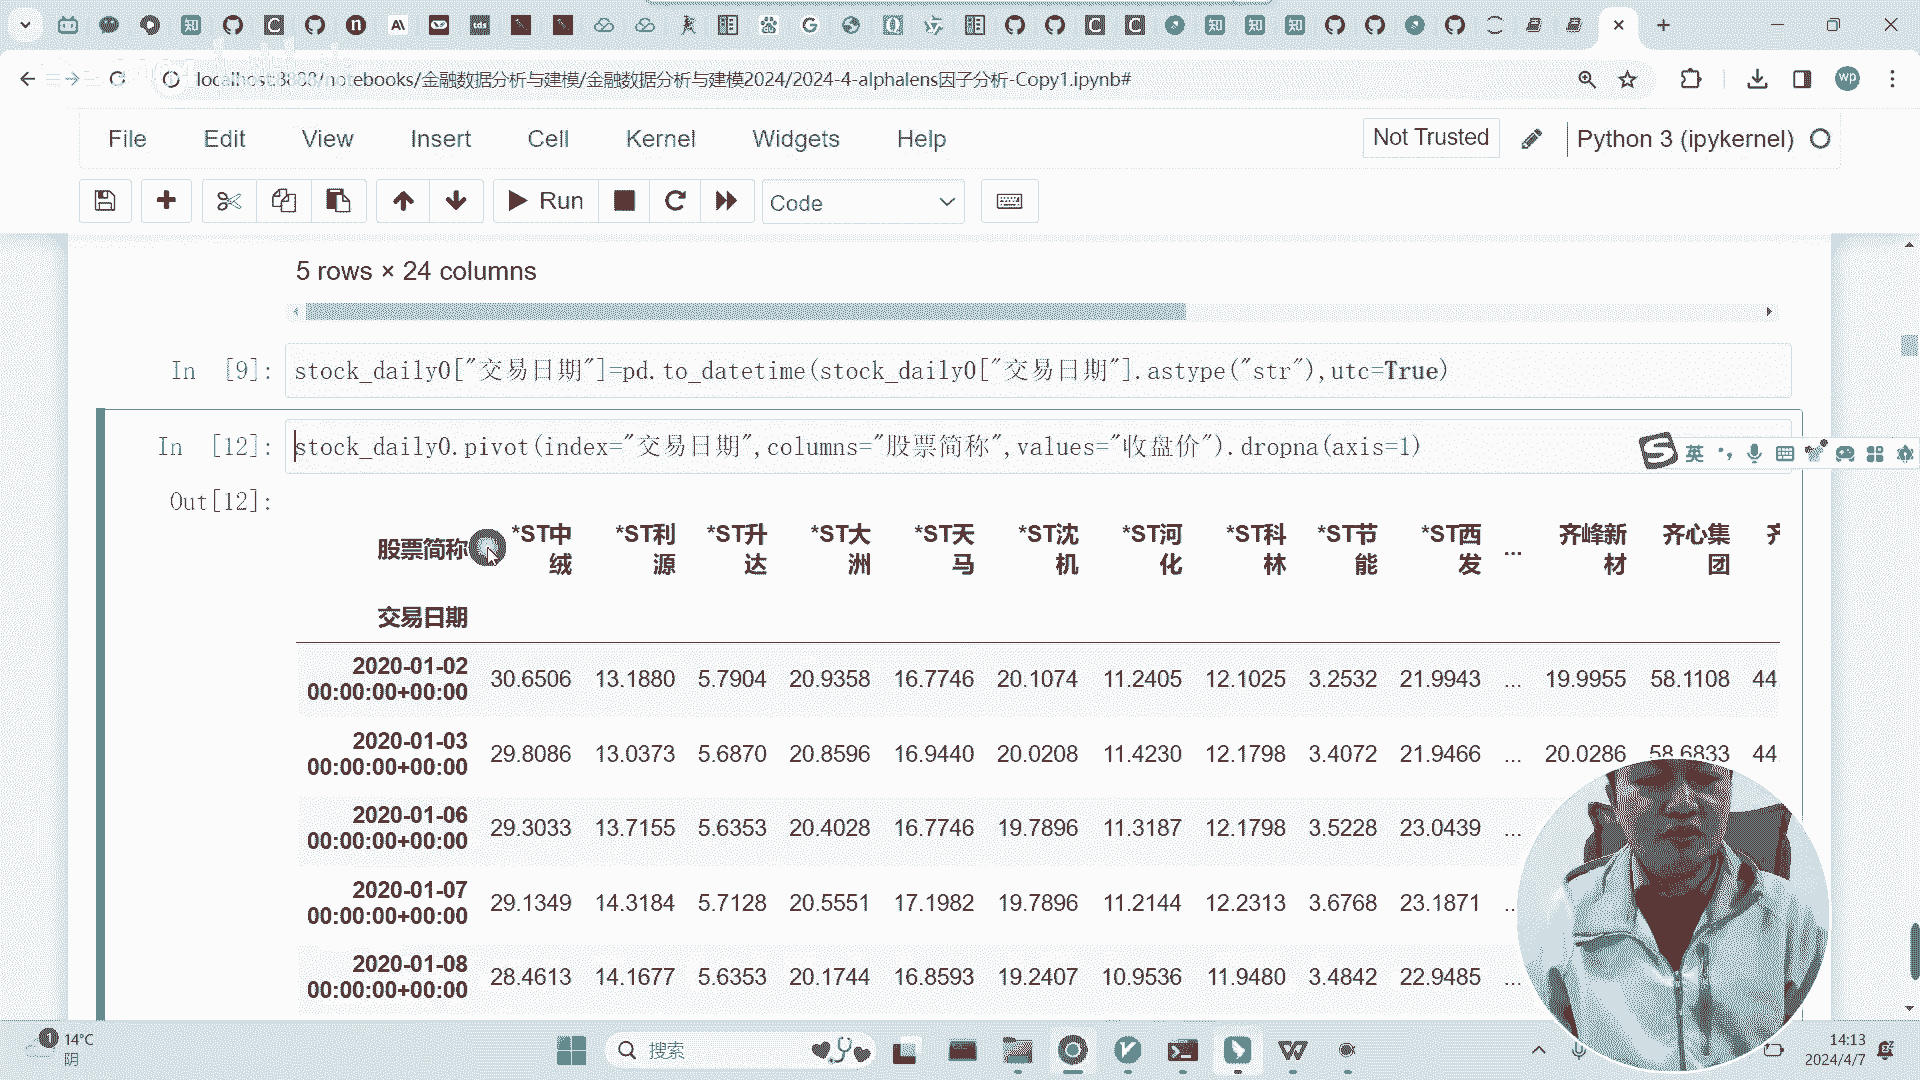 localhost:8888/notebooks/金融数据分析与建模/金融数据分析与建模2024/2024-4-alphalens因子分析-Copy1.ipynb#
wp
File Edit View Insert Cell Kernel Widgets Help Not Trusted Python 3 (ipykernel)
Run Code
5 rows × 24 columns
In [9]: stock_daily0["交易日期"]=pd.to_datetime(stock_daily0["交易日期"].astype("str"),utc=True)
In [12]: stock_daily0.pivot(index="交易日期",columns="股票简称",values="收盘价").dropna(axis=1)
英
Out[12]:
股票简称 *ST中绒 *ST利源 *ST升达 *ST大洲 *ST天马 *ST沈机 *ST河化 *ST科林 *ST节能 *ST西发 ... 齐峰新材 齐心集团
交易日期
2020-01-02 00:00:00+00:00 30.6506 13.1880 5.7904 20.9358 16.7746 20.1074 11.2405 12.1025 3.2532 21.9943 ... 19.9955 58.1108 44
2020-01-03 00:00:00+00:00 29.8086 13.0373 5.6870 20.8596 16.9440 20.0208 11.4230 12.1798 3.4072 21.9466 ... 20.0286 58.6833 44
2020-01-06 00:00:00+00:00 29.3033 13.7155 5.6353 20.4028 16.7746 19.7896 11.3187 12.1798 3.5228 23.0439 ...
2020-01-07 00:00:00+00:00 29.1349 14.3184 5.7128 20.5551 17.1982 19.7896 11.2144 12.2313 3.6768 23.1871 ..
2020-01-08 00:00:00+00:00 28.4613 14.1677 5.6353 20.1744 16.8593 19.2407 10.9536 11.9480 3.4842 22.9485 ...
1 14°C
阴
搜索
14:13
2024/4/7